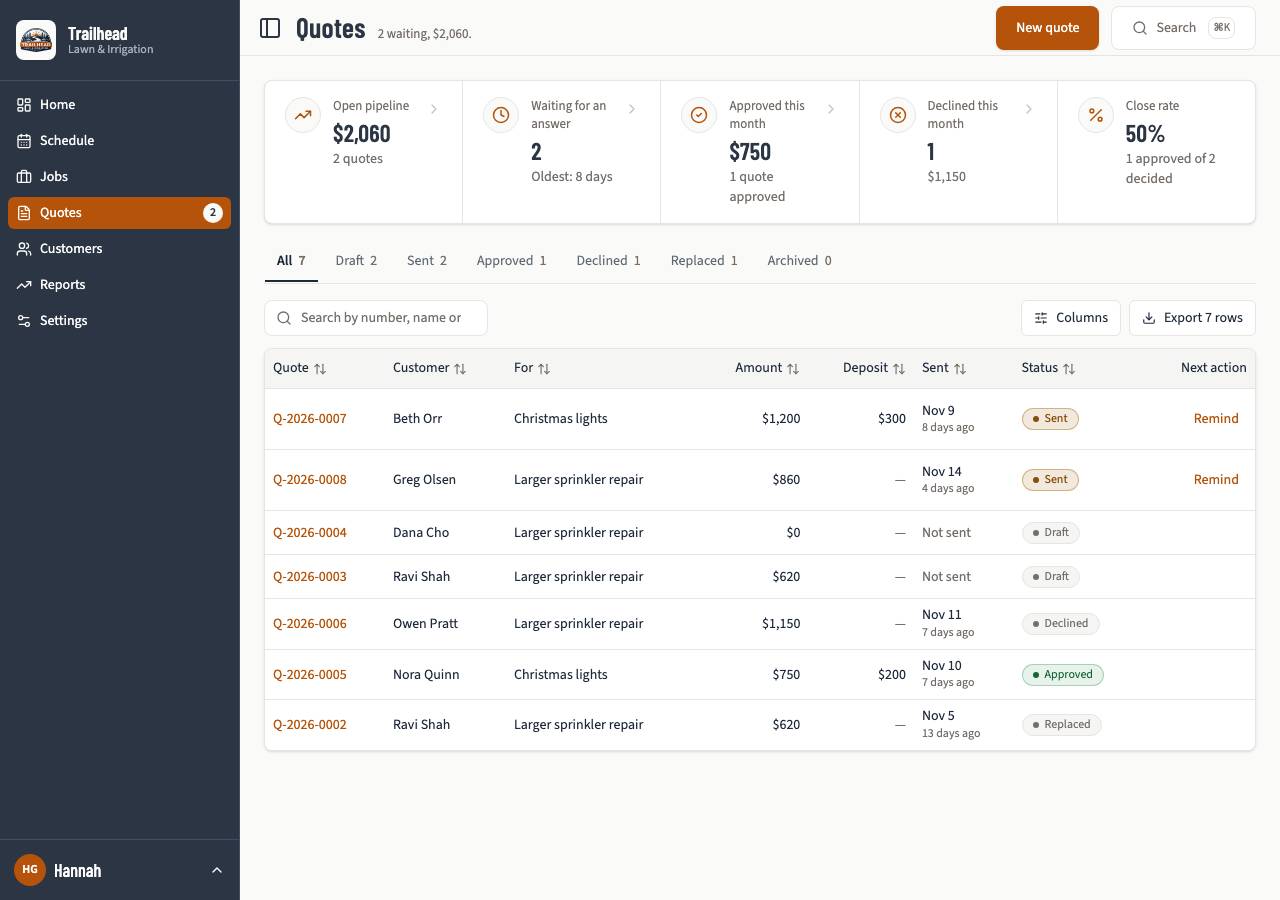 Trailhead
Lawn & Irrigation
Home
Schedule
Jobs
Quotes 2
Customers
Reports
Settings
HG Hannah
Quotes 2 waiting, $2,060.
New quote
Search ⌘K
Open pipeline
$2,060
2 quotes
Waiting for an
answer
2
Oldest: 8 days
Approved this
month
$750
1 quote
approved
Declined this
month
1
$1,150
Close rate
50%
1 approved of 2
decided
All 7 Draft 2 Sent 2 Approved 1 Declined 1 Replaced 1 Archived 0
Search by number, name or
Columns
Export 7 rows
Quote Customer For Amount Deposit Sent Status Next action
Q-2026-0007 Beth Orr Christmas lights $1,200 $300 Nov 9 Sent Remind
8 days ago
Q-2026-0008 Greg Olsen Larger sprinkler repair $860 — Nov 14 Sent Remind
4 days ago
Q-2026-0004 Dana Cho Larger sprinkler repair $0 — Not sent Draft
Q-2026-0003 Ravi Shah Larger sprinkler repair $620 — Not sent Draft
Q-2026-0006 Owen Pratt Larger sprinkler repair $1,150 — Nov 11 Declined
7 days ago
Q-2026-0005 Nora Quinn Christmas lights $750 $200 Nov 10 Approved
7 days ago
Q-2026-0002 Ravi Shah Larger sprinkler repair $620 — Nov 5 Replaced
13 days ago